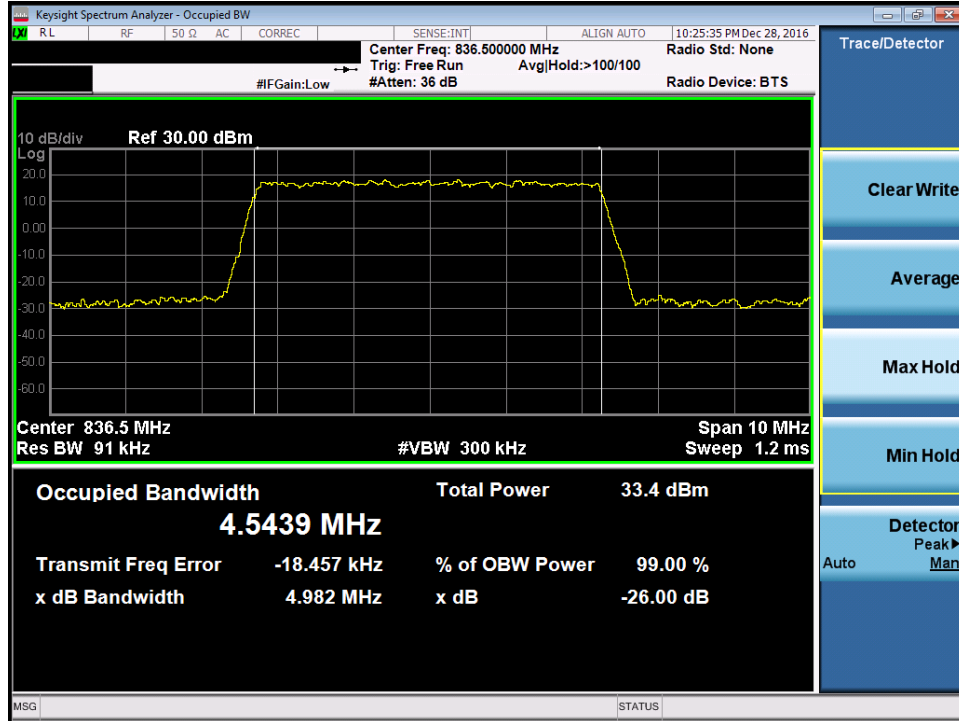 Keysight Spectrum Analyzer - Occupied BW
LXI RL RF 50 Ω AC CORREC SENSE:INT ALIGN AUTO 10:25:35 PM Dec 28, 2016
Center Freq: 836.500000 MHz Radio Std: None
Trig: Free Run Avg|Hold:>100/100
#IFGain:Low #Atten: 36 dB Radio Device: BTS
10 dB/div Ref 30.00 dBm
Log
20.0
10.0
0.00
-10.0
-20.0
-30.0
-40.0
-50.0
-60.0
Center 836.5 MHz Span 10 MHz
Res BW 91 kHz #VBW 300 kHz Sweep 1.2 ms
Occupied Bandwidth Total Power 33.4 dBm
4.5439 MHz
Transmit Freq Error -18.457 kHz % of OBW Power 99.00 %
x dB Bandwidth 4.982 MHz x dB -26.00 dB
MSG STATUS
Trace/Detector
Clear Write
Average
Max Hold
Min Hold
Detector
Peak▶
Auto Man